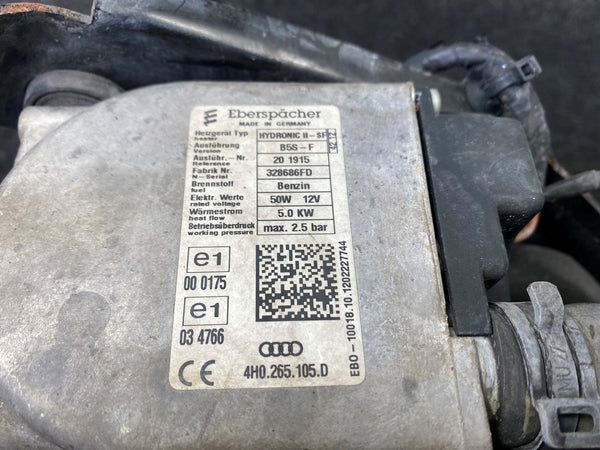 Eberspächer
MADE IN GERMANY
Heizgerät Typ HYDRONIC II-SF
heater
Ausführung B5S-F
Version
Ausführ.-Nr. 20 1915
Reference
Fabrik Nr. 328686FD
N-Serial
Brennstoff Benzin
fuel
Elektr. Werte 50W 12V
rated voltage
Wärmestrom 5.0 KW
heat flow
Betriebsüberdruck max. 2.5 bar
working pressure
42.12
e1
00 0175
e1
03 4766
CE
4H0.265.105.D
EBO-10018.10.1202227744